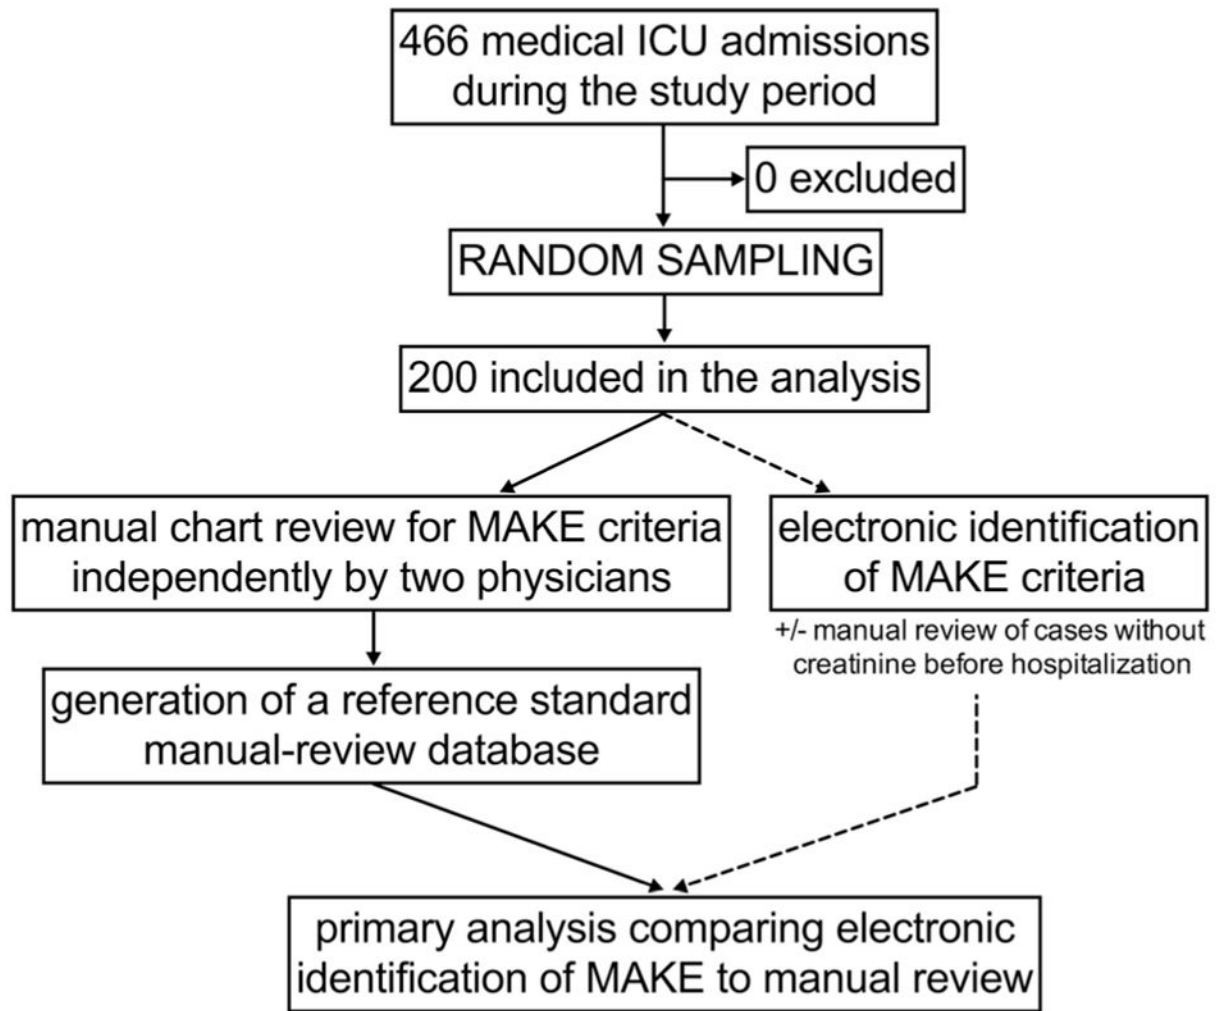 466 medical ICU admissions
during the study period
0 excluded
RANDOM SAMPLING
200 included in the analysis
manual chart review for MAKE criteria
independently by two physicians
electronic identification
of MAKE criteria
+/- manual review of cases without
creatinine before hospitalization
generation of a reference standard
manual-review database
primary analysis comparing electronic
identification of MAKE to manual review